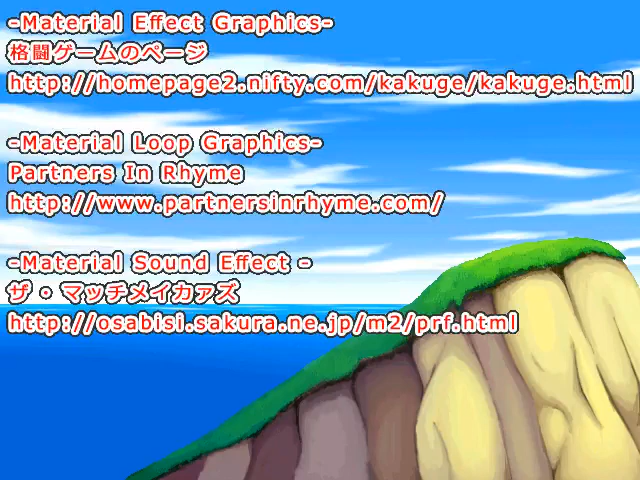 -Material Effect Graphics-
格闘ゲームのページ
http://homepage2.nifty.com/kakuge/kakuge.html
-Material Loop Graphics-
Partners In Rhyme
http://www.partnersinrhyme.com/
-Material Sound Effect -
ザ・マッチメイカァズ
http://osabisi.sakura.ne.jp/m2/prf.html